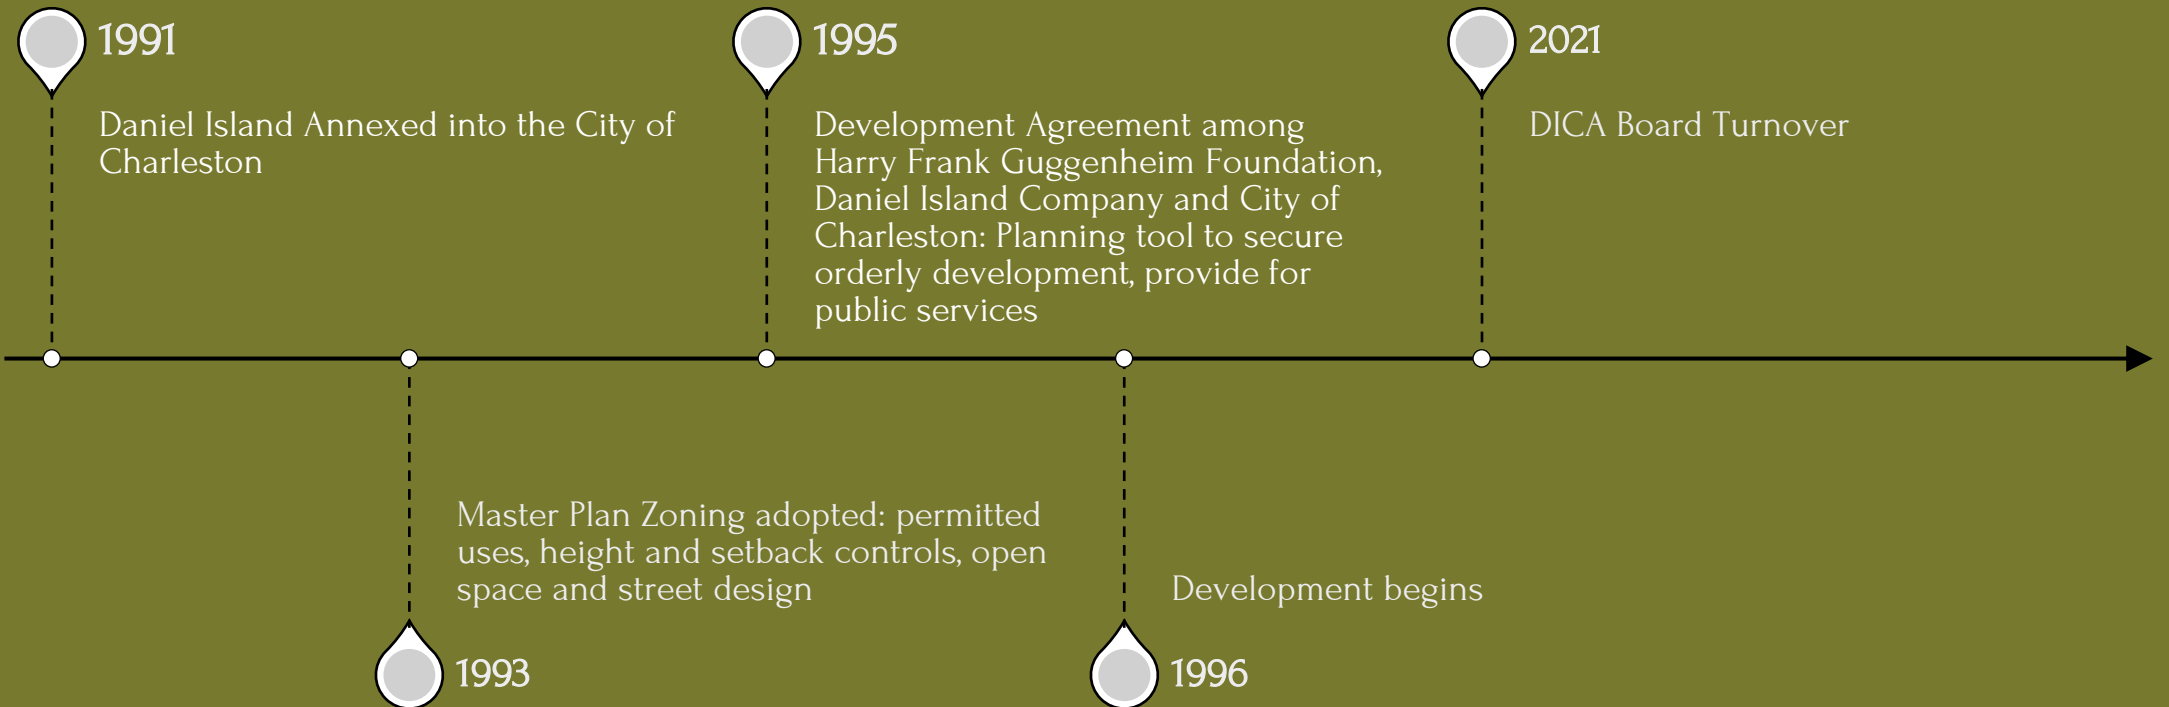 1991
Daniel Island Annexed into the City of
Charleston
1993
Master Plan Zoning adopted: permitted
uses, height and setback controls, open
space and street design
1995
Development Agreement among
Harry Frank Guggenheim Foundation,
Daniel Island Company and City of
Charleston: Planning tool to secure
orderly development, provide for
public services
1996
Development begins
2021
DICA Board Turnover